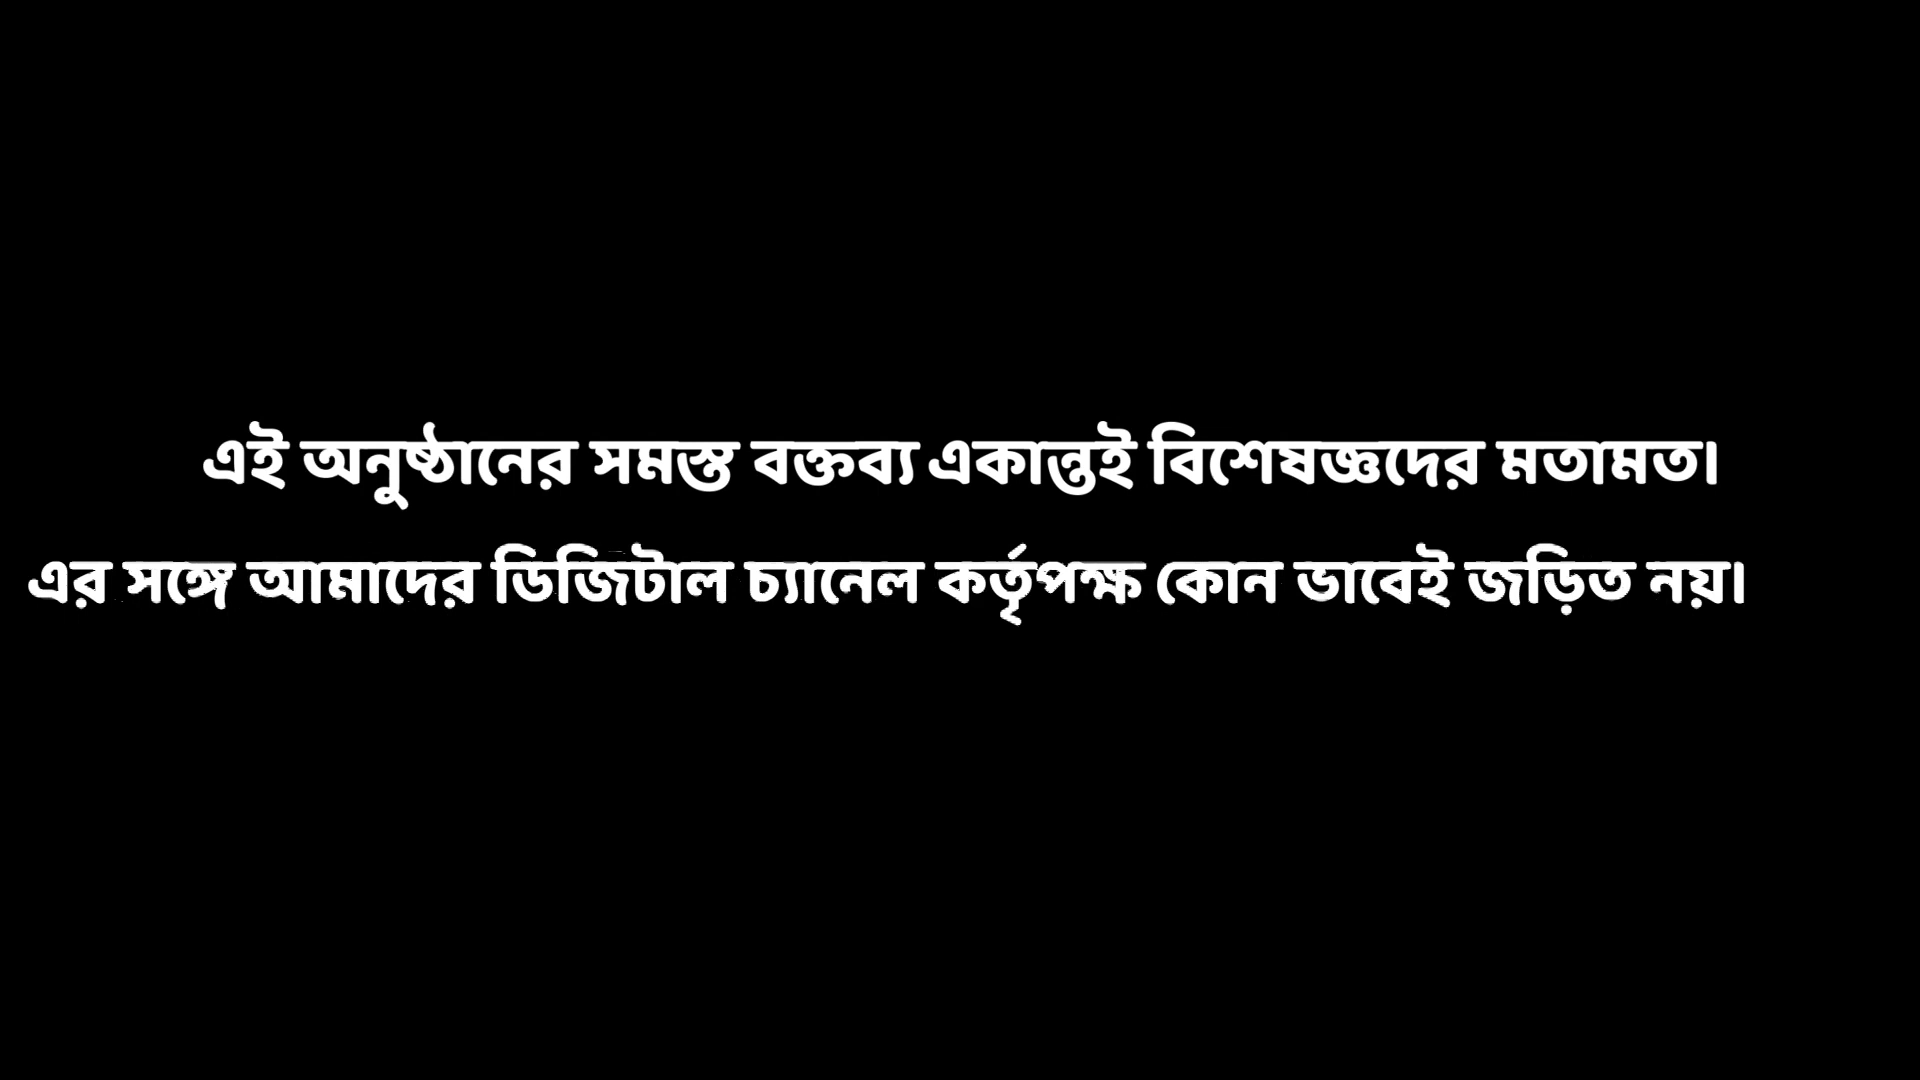 এই অনুষ্ঠানের সমস্ত বক্তব্য একান্তই বিশেষজ্ঞদের মতামত।
এর সঙ্গে আমাদের ডিজিটাল চ্যানেল কর্তৃপক্ষ কোন ভাবেই জড়িত নয়।